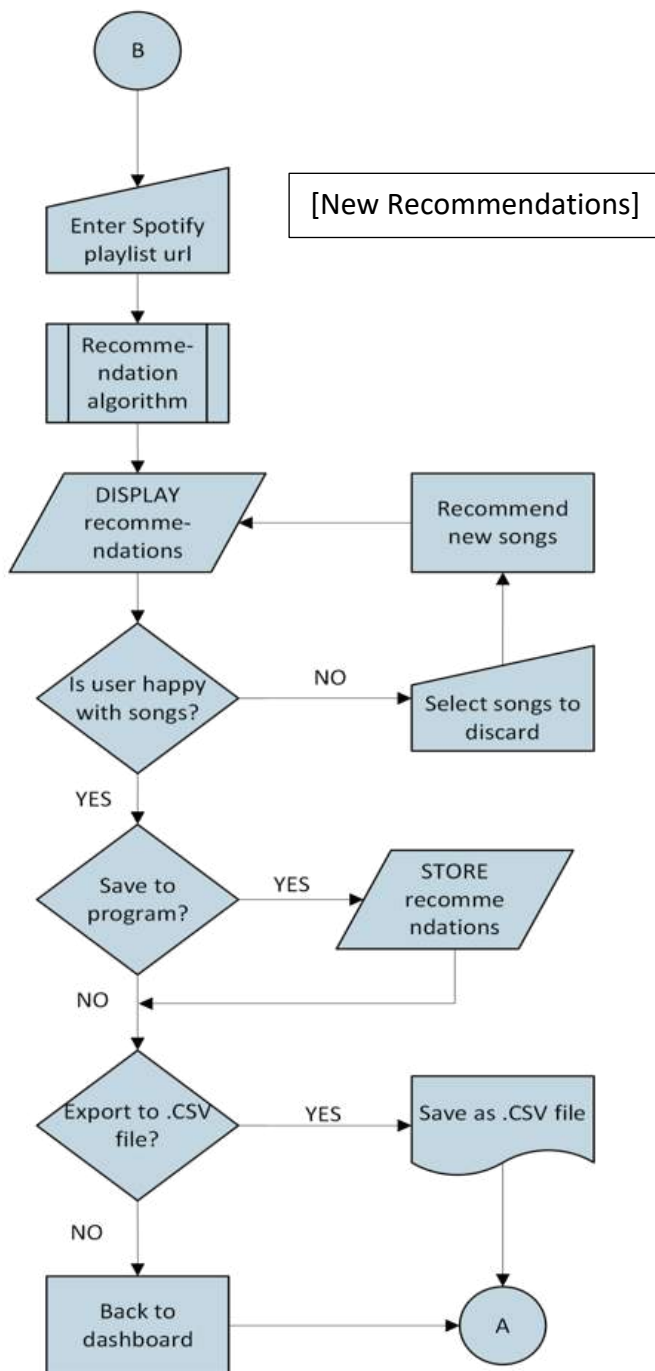 B
[New Recommendations]
Enter Spotify
playlist url
Recomme-
ndation
algorithm
DISPLAY
recomme-
ndations
Recommend
new songs
Is user happy
with songs?
NO
Select songs to
discard
YES
Save to
program?
YES
STORE
recomme
ndations
NO
Export to .CSV
file?
YES
Save as .CSV file
NO
Back to
dashboard
A